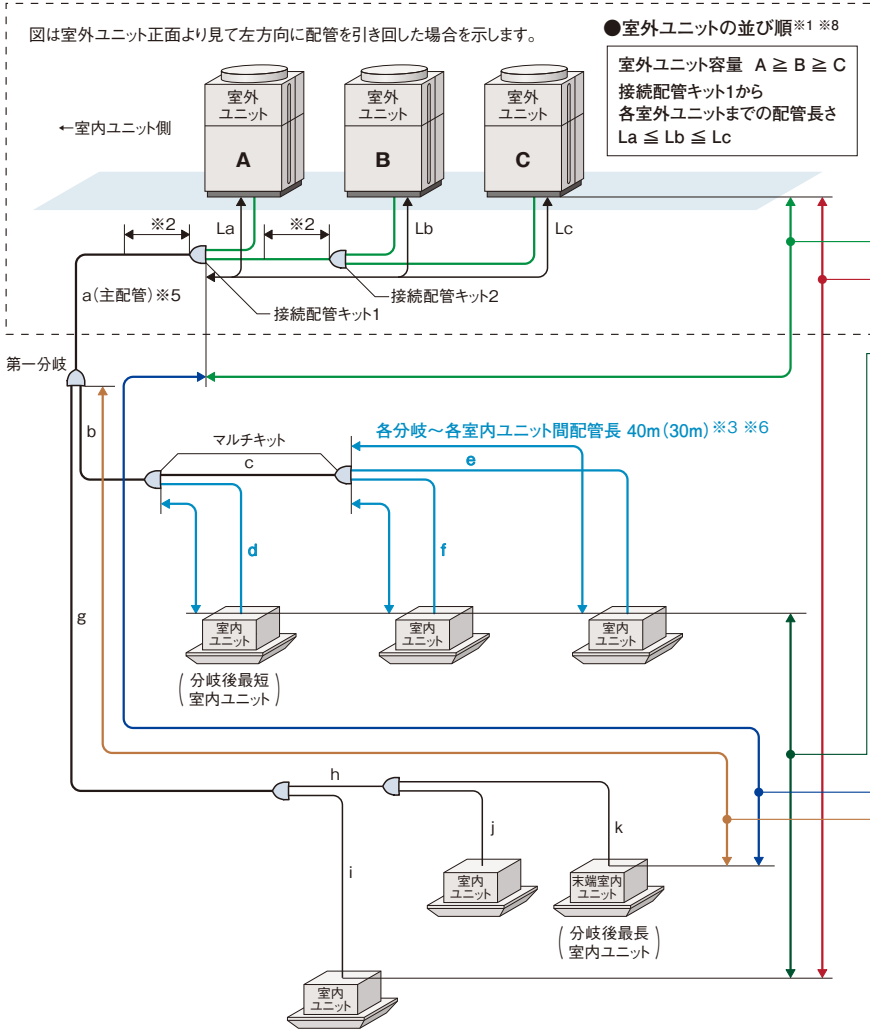 図は室外ユニット正面より見て左方向に配管を引き回した場合を示します。
●室外ユニットの並び順※1 ※8
室外ユニット容量 A ≧ B ≧ C
接続配管キット1から
各室外ユニットまでの配管長さ
La ≦ Lb ≦ Lc
←室内ユニット側
室外
ユニット
A
室外
ユニット
B
室外
ユニット
C
※2
La
※2
Lb
Lc
a(主配管)※5
接続配管キット1
接続配管キット2
第一分岐
b
マルチキット
c
各分岐～各室内ユニット間配管長 40m(30m)※3 ※6
e
d
f
g
室内
ユニット
室内
ユニット
室内
ユニット
(分岐後最短
室内ユニット)
h
i
j
k
室内
ユニット
末端室内
ユニット
(分岐後最長
室内ユニット)
室内
ユニット